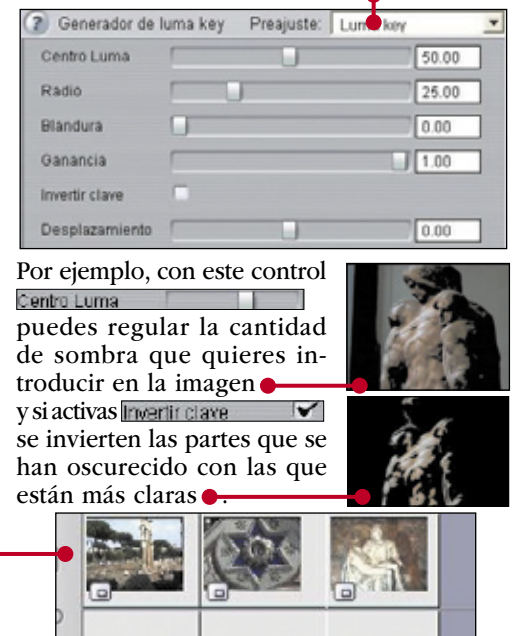 Generador de luma key Preajuste: Luma key
Centro Luma 50.00
Radio 25.00
Blandura 0.00
Ganancia 1.00
Invertir clave
Desplazamiento 0.00
Por ejemplo, con este control
Centro Luma
puedes regular la cantidad
de sombra que quieres in-
troducir en la imagen
y si activas Invertir clave
se invierten las partes que se
han oscurecido con las que
están más claras .